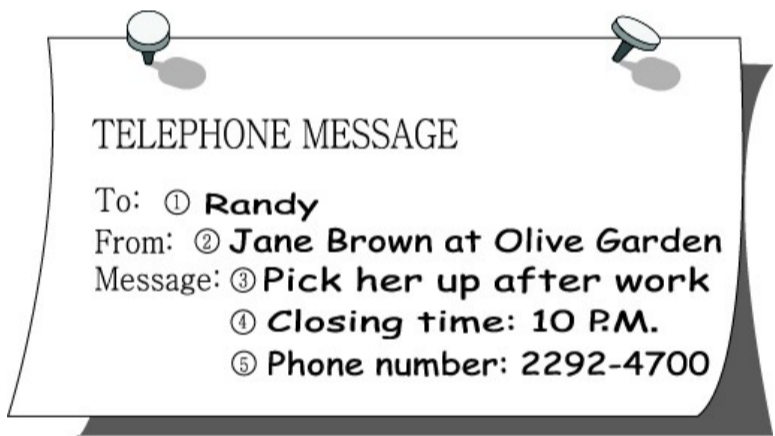 TELEPHONE MESSAGE
To: ① Randy
From: ② Jane Brown at Olive Garden
Message: ③ Pick her up after work
④ Closing time: 10 P.M.
⑤ Phone number: 2292-4700